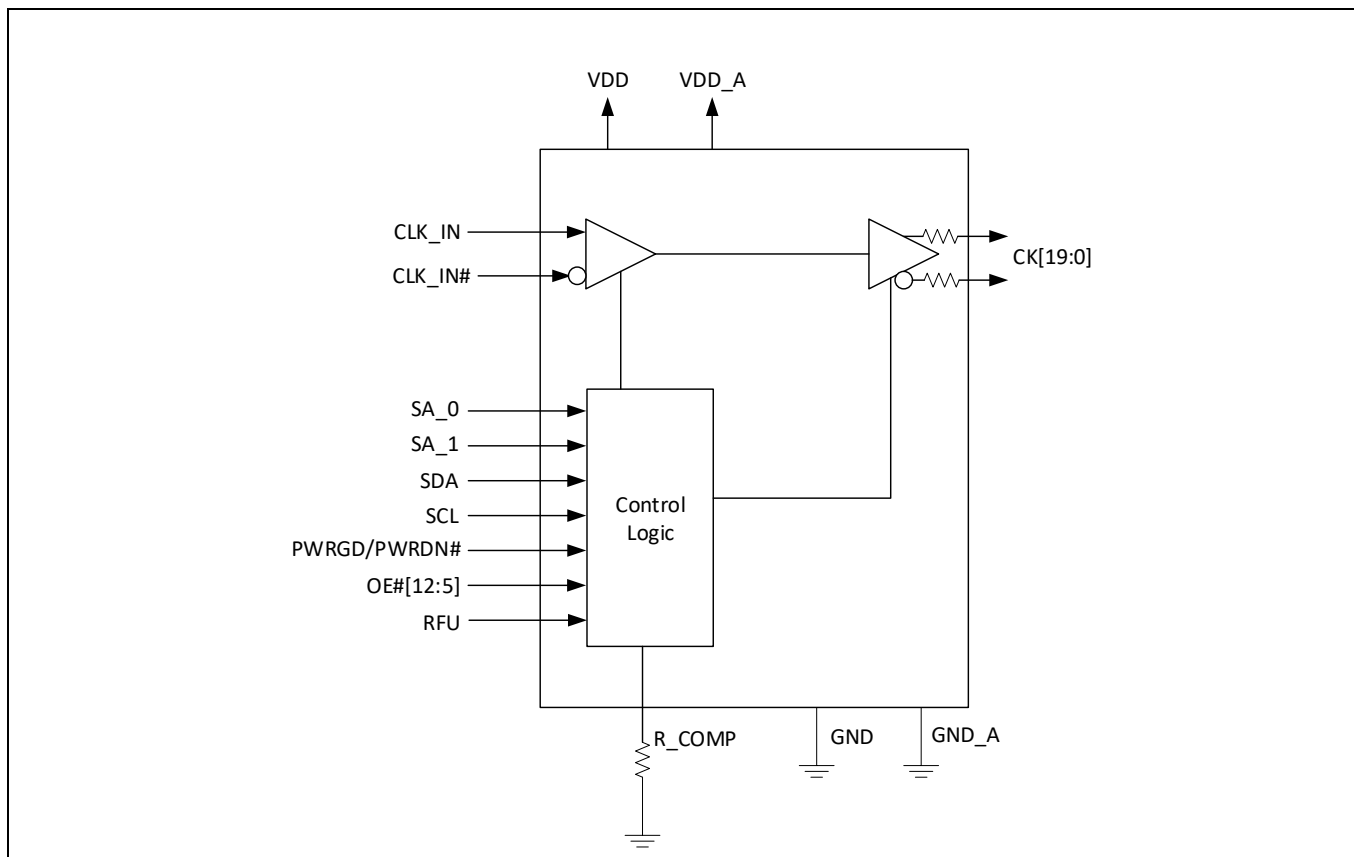 VDD
VDD_A
CLK_IN
CLK_IN#
CK[19:0]
SA_0
SA_1
SDA
SCL
PWRGD/PWRDN#
OE#[12:5]
RFU
Control
Logic
R_COMP
GND
GND_A